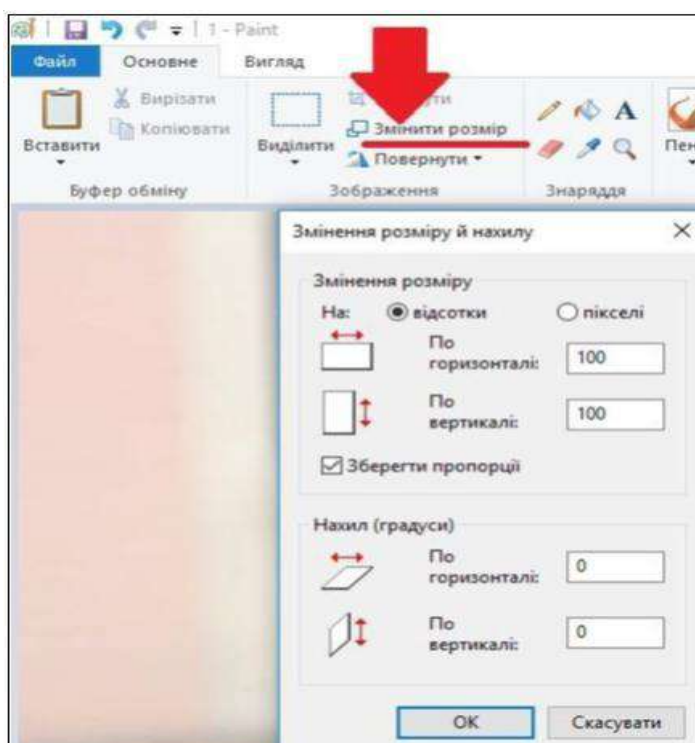 1 - Paint
Файл Основне Вигляд
Вирізати
Копіювати
Вставити
Буфер обміну
Виділити
Змінити розмір
Повернути
Зображення
A
Знаряддя
Змінення розміру й нахилу
Змінення розміру
На: відсотки пікселі
По
горизонталі: 100
По
вертикалі: 100
Зберегти пропорції
Нахил (градуси)
По
горизонталі: 0
По
вертикалі: 0
ОК Скасувати